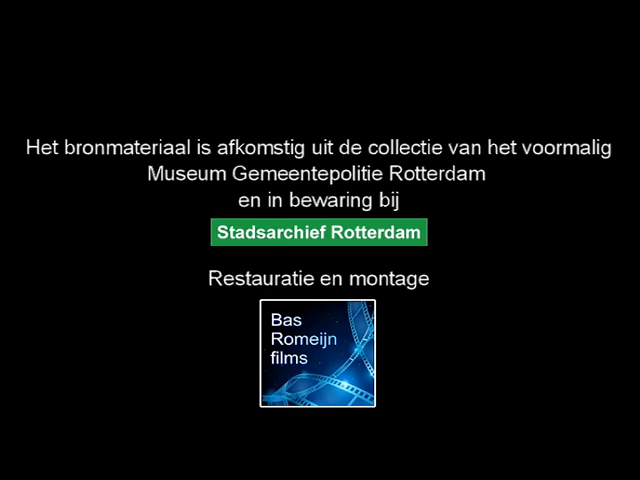 Het bronmateriaal is afkomstig uit de collectie van het voormalig
Museum Gemeentepolitie Rotterdam
en in bewaring bij
Stadsarchief Rotterdam
Restauratie en montage
Bas
Romeijn
films